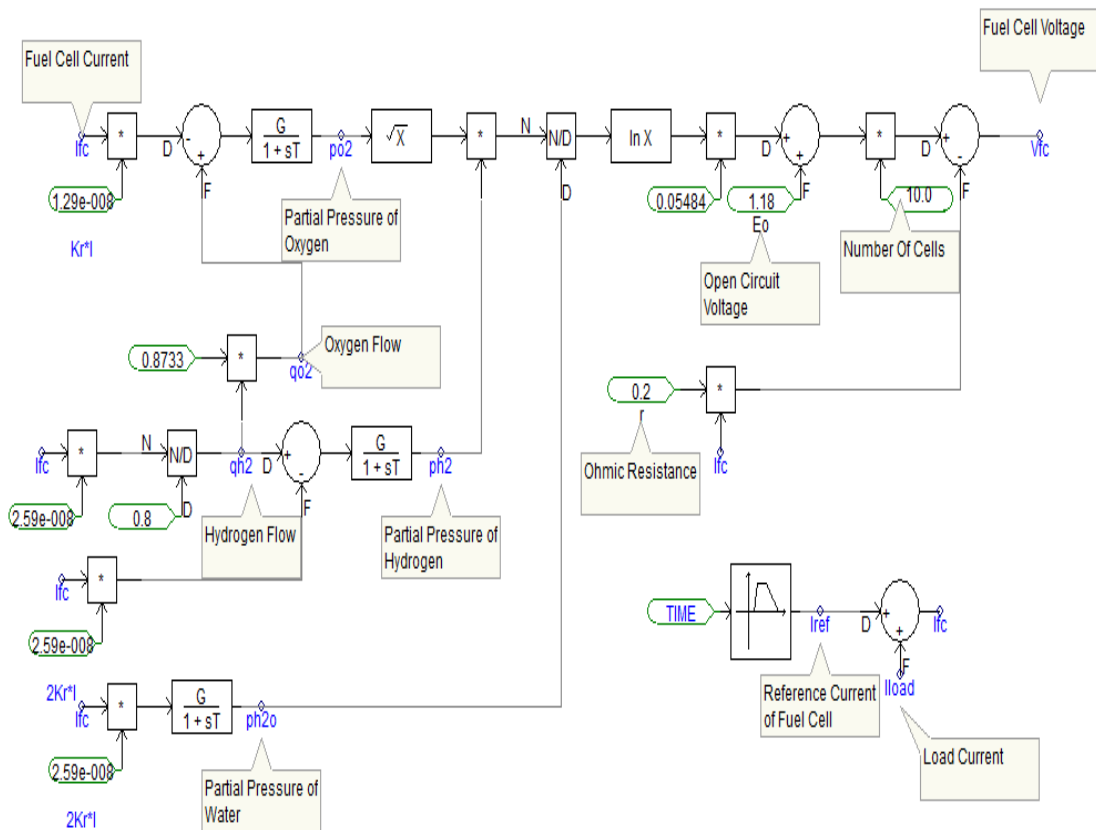 Fuel Cell Current
Fuel Cell Voltage
Ifc
*
D
-
+
F
G
1 + sT
po2
√X
*
N
N/D
D
ln X
*
D
+
+
F
*
D
+
-
F
Vfc
1.29e-008
Kr*I
Partial Pressure of
Oxygen
0.05484
1.18
Eo
10.0
Open Circuit
Voltage
Number Of Cells
0.8733
*
qo2
Oxygen Flow
0.2
r
*
Ifc
Ohmic Resistance
Ifc
*
N
N/D
D
qh2
D
+
-
F
G
1 + sT
ph2
2.59e-008
0.8
Hydrogen Flow
Partial Pressure of
Hydrogen
Ifc
*
2.59e-008
TIME
Iref
D
+
+
F
Ifc
Iload
Reference Current
of Fuel Cell
Load Current
2Kr*I
Ifc
*
G
1 + sT
ph2o
2.59e-008
2Kr*I
Partial Pressure of
Water